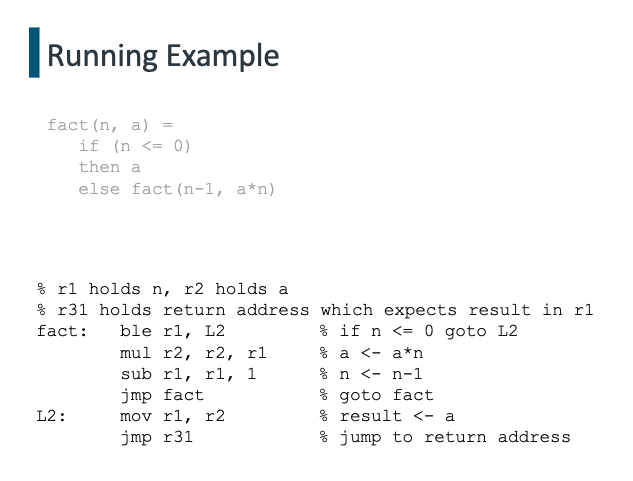 Running Example
fact(n, a) =
if (n <= 0)
then a
else fact(n-1, a*n)
% r1 holds n, r2 holds a
% r31 holds return address which expects result in r1
fact: ble r1, L2 % if n <= 0 goto L2
mul r2, r2, r1 % a <- a*n
sub r1, r1, 1 % n <- n-1
jmp fact % goto fact
L2: mov r1, r2 % result <- a
jmp r31 % jump to return address